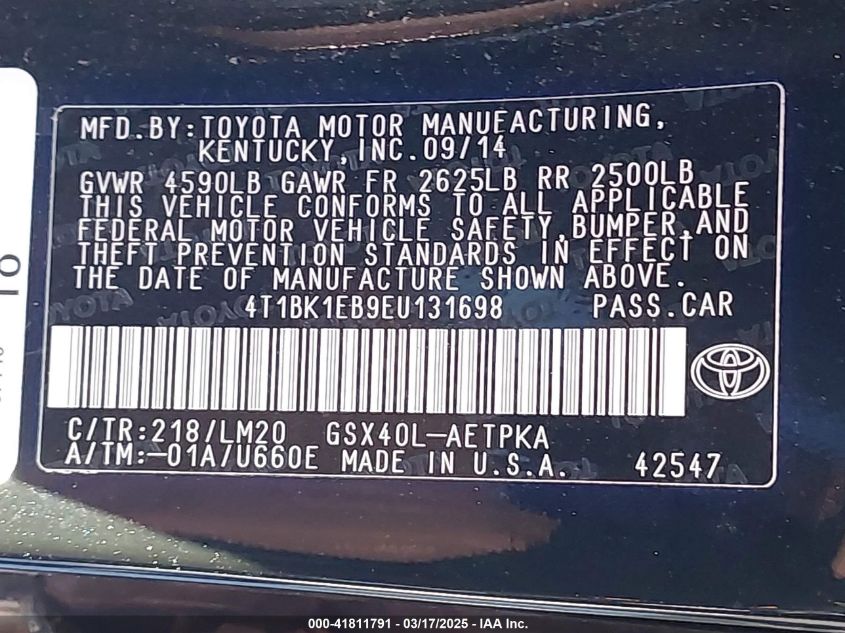 MFD.BY:TOYOTA MOTOR MANUFACTURING,
KENTUCKY,INC.09/14
GVWR 4590LB GAWR FR 2625LB RR 2500LB
THIS VEHICLE CONFORMS TO ALL APPLICABLE
FEDERAL MOTOR VEHICLE SAFETY,BUMPER,AND
THEFT PREVENTION STANDARDS IN EFFECT ON
THE DATE OF MANUFACTURE SHOWN ABOVE.
4T1BK1EB9EU131698 PASS.CAR
C/TR:218/LM20 GSX40L-AETPKA
A/TM:-01A/U660E MADE IN U.S.A. 42547
000-41811791 - 03/17/2025 - IAA Inc.